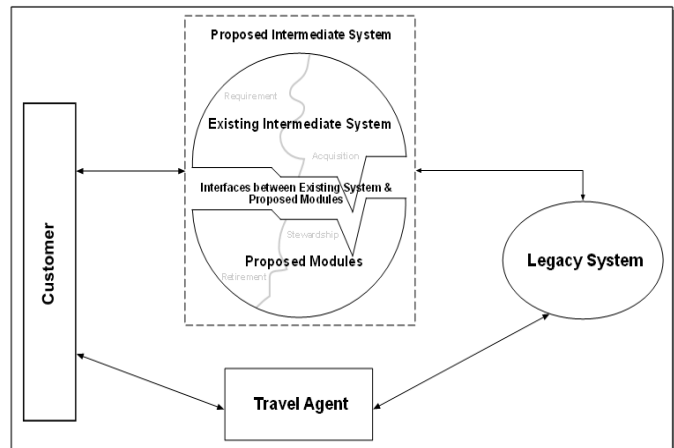 Proposed Intermediate System
Requirement
Existing Intermediate System
Acquisition
Interfaces between Existing System &
Proposed Modules
Stewardship
Proposed Modules
Retirement
Customer
Legacy System
Travel Agent